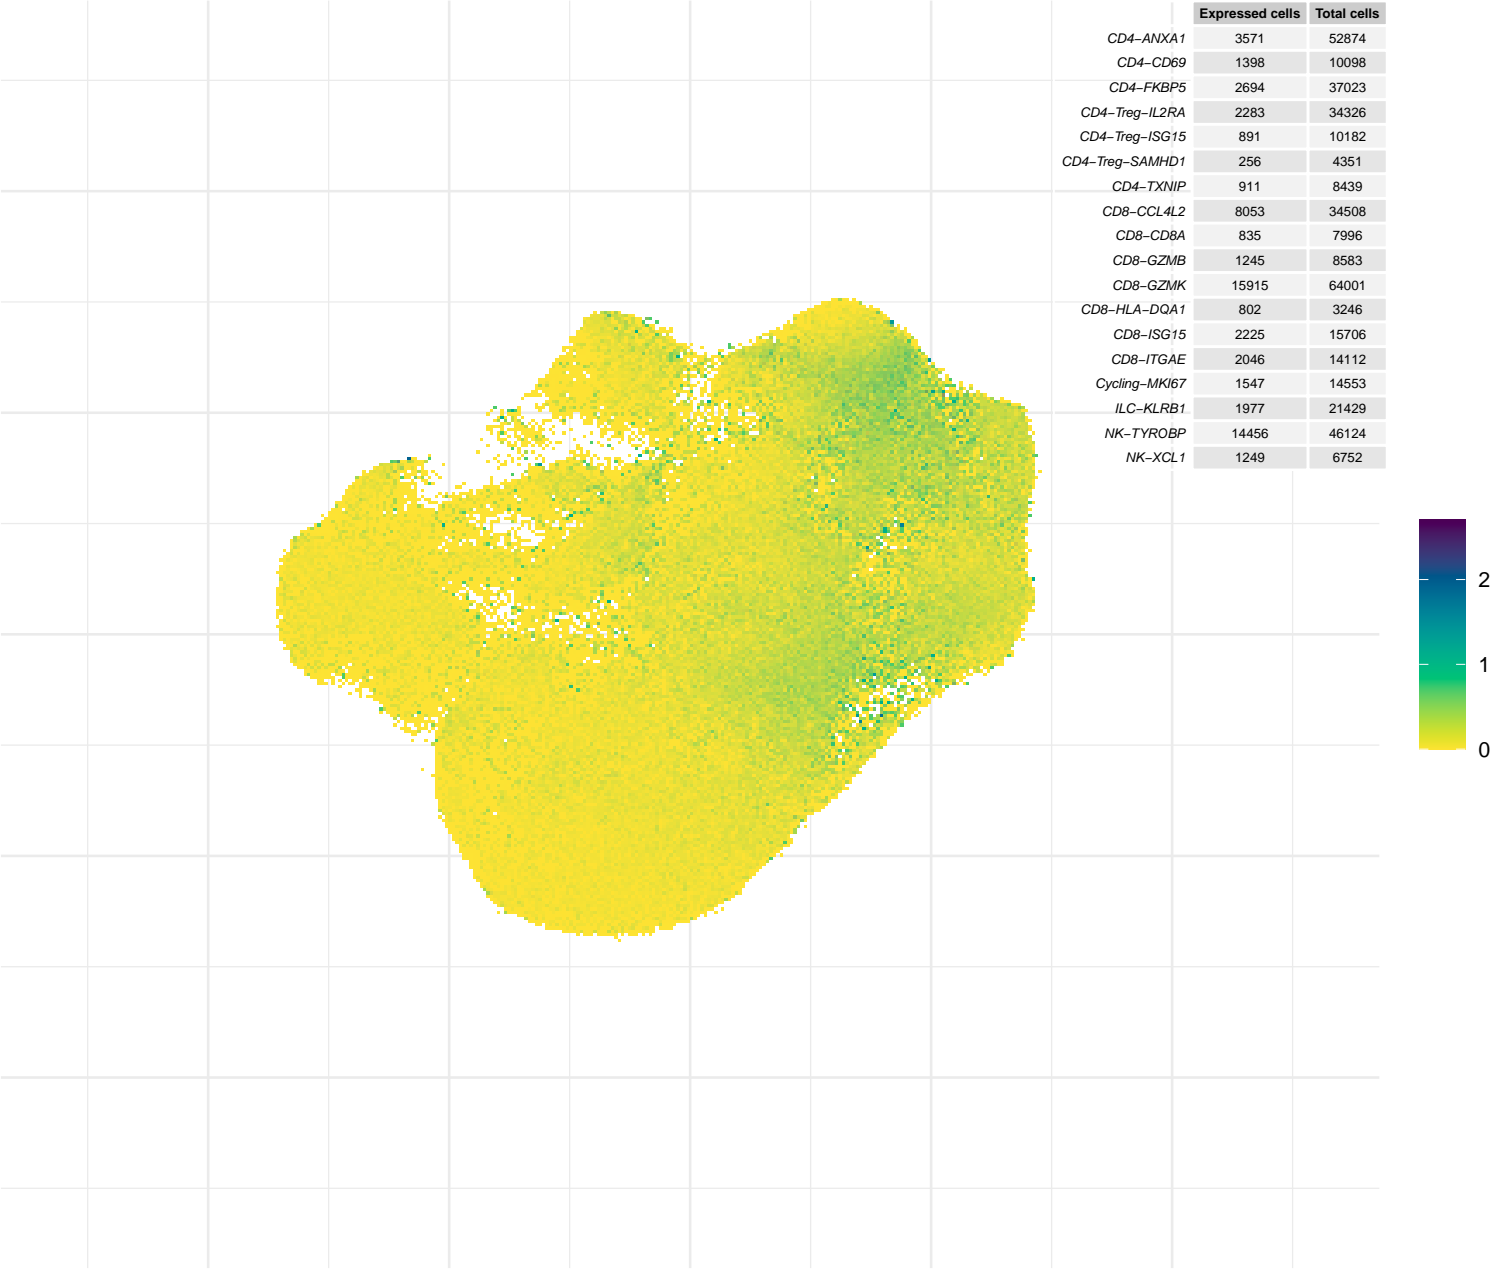 Expressed cells Total cells
CD4−ANXA1 3571 52874
CD4−CD69 1398 10098
CD4−FKBP5 2694 37023
CD4−Treg−IL2RA 2283 34326
CD4−Treg−ISG15 891 10182
CD4−Treg−SAMHD1 256 4351
CD4−TXNIP 911 8439
CD8−CCL4L2 8053 34508
CD8−CD8A 835 7996
CD8−GZMB 1245 8583
CD8−GZMK 15915 64001
CD8−HLA−DQA1 802 3246
CD8−ISG15 2225 15706
CD8−ITGAE 2046 14112
Cycling−MKI67 1547 14553
ILC−KLRB1 1977 21429
NK−TYROBP 14456 46124
NK−XCL1 1249 6752
2
1
0